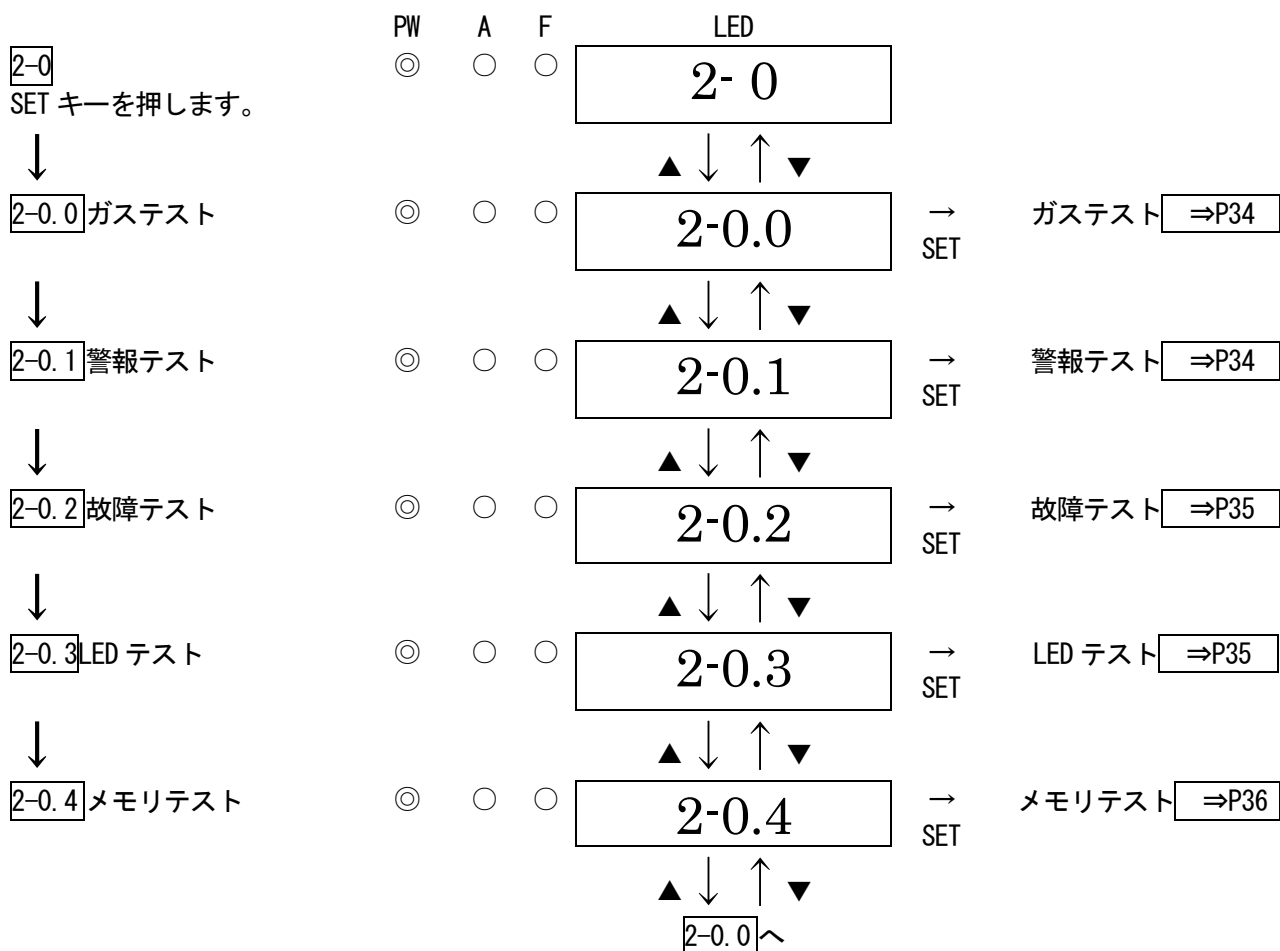 PW A F LED
2-0 ◎ ○ ○ 2- 0
SET キーを押します。
↓ ▲ ↓ ↑ ▼
2-0.0 ガステスト ◎ ○ ○ 2-0.0 → ガステスト ⇒P34
SET
↓ ▲ ↓ ↑ ▼
2-0.1 警報テスト ◎ ○ ○ 2-0.1 → 警報テスト ⇒P34
SET
↓ ▲ ↓ ↑ ▼
2-0.2 故障テスト ◎ ○ ○ 2-0.2 → 故障テスト ⇒P35
SET
↓ ▲ ↓ ↑ ▼
2-0.3 LED テスト ◎ ○ ○ 2-0.3 → LED テスト ⇒P35
SET
↓ ▲ ↓ ↑ ▼
2-0.4 メモリテスト ◎ ○ ○ 2-0.4 → メモリテスト ⇒P36
SET
▲ ↓ ↑ ▼
2-0.0 へ